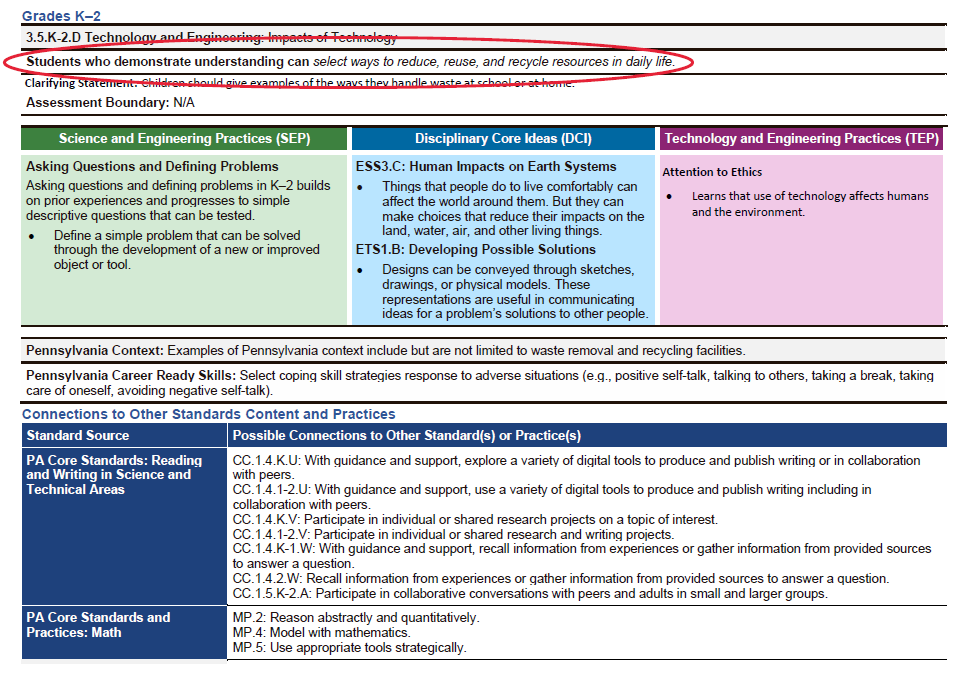 Grades K–2
3.5.K-2.D Technology and Engineering: Impacts of Technology
Students who demonstrate understanding can select ways to reduce, reuse, and recycle resources in daily life.
Clarifying Statement: Children should give examples of the ways they handle waste at school or at home.
Assessment Boundary: N/A
Science and Engineering Practices (SEP)
Asking Questions and Defining Problems
Asking questions and defining problems in K–2 builds
on prior experiences and progresses to simple
descriptive questions that can be tested.
• Define a simple problem that can be solved
through the development of a new or improved
object or tool.
Disciplinary Core Ideas (DCI)
ESS3.C: Human Impacts on Earth Systems
• Things that people do to live comfortably can
affect the world around them. But they can
make choices that reduce their impacts on the
land, water, air, and other living things.
ETS1.B: Developing Possible Solutions
• Designs can be conveyed through sketches,
drawings, or physical models. These
representations are useful in communicating
ideas for a problem's solutions to other people.
Technology and Engineering Practices (TEP)
Attention to Ethics
• Learns that use of technology affects humans
and the environment.
Pennsylvania Context: Examples of Pennsylvania context include but are not limited to waste removal and recycling facilities.
Pennsylvania Career Ready Skills: Select coping skill strategies response to adverse situations (e.g., positive self-talk, talking to others, taking a break, taking
care of oneself, avoiding negative self-talk).
Connections to Other Standards Content and Practices
Standard Source
Possible Connections to Other Standard(s) or Practice(s)
PA Core Standards: Reading
and Writing in Science and
Technical Areas
CC.1.4.K.U: With guidance and support, explore a variety of digital tools to produce and publish writing or in collaboration
with peers.
CC.1.4.1-2.U: With guidance and support, use a variety of digital tools to produce and publish writing including in
collaboration with peers.
CC.1.4.K.V: Participate in individual or shared research projects on a topic of interest.
CC.1.4.1-2.V: Participate in individual or shared research and writing projects.
CC.1.4.K-1.W: With guidance and support, recall information from experiences or gather information from provided sources
to answer a question.
CC.1.4.2.W: Recall information from experiences or gather information from provided sources to answer a question.
CC.1.5.K-2.A: Participate in collaborative conversations with peers and adults in small and larger groups.
PA Core Standards and
Practices: Math
MP.2: Reason abstractly and quantitatively.
MP.4: Model with mathematics.
MP.5: Use appropriate tools strategically.